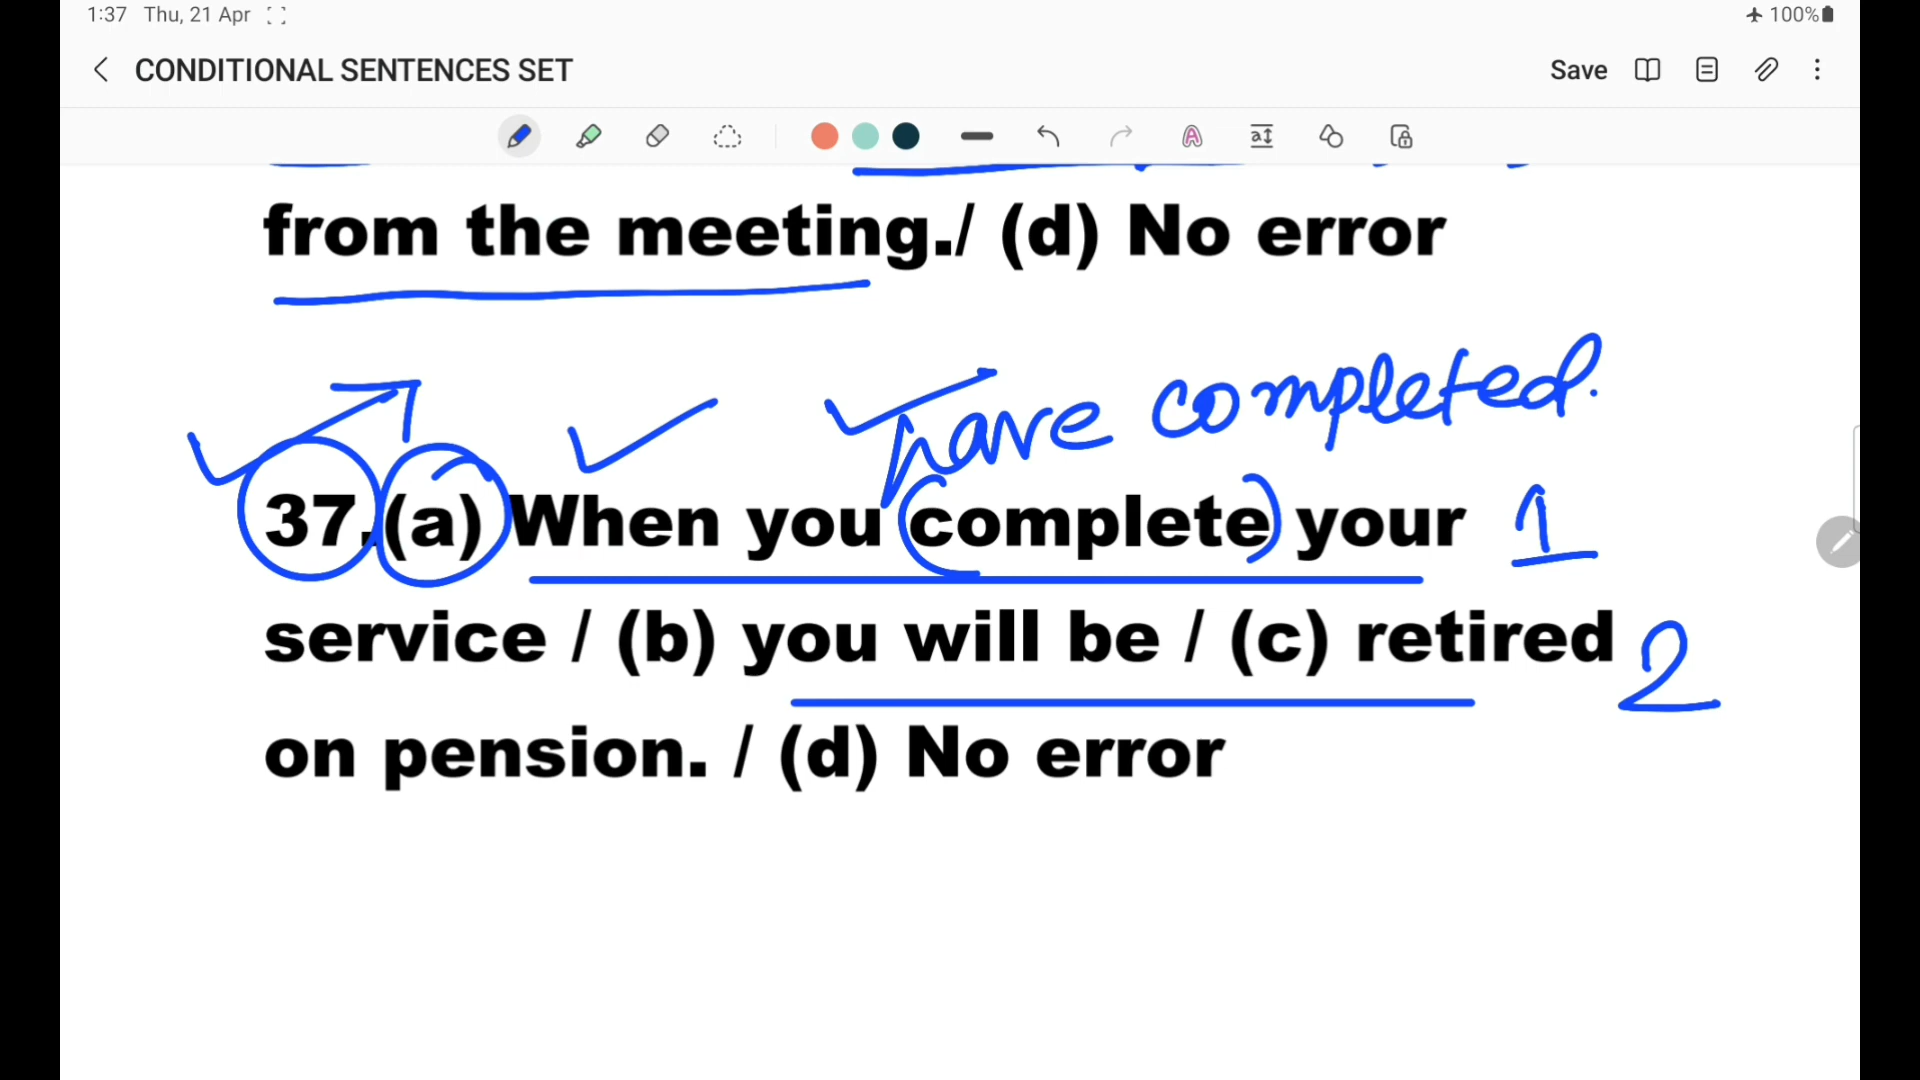 1:37 Thu, 21 Apr 100%
CONDITIONAL SENTENCES SET Save
from the meeting./ (d) No error
have completed.
37.(a) When you complete your 1
service / (b) you will be / (c) retired 2
on pension. / (d) No error